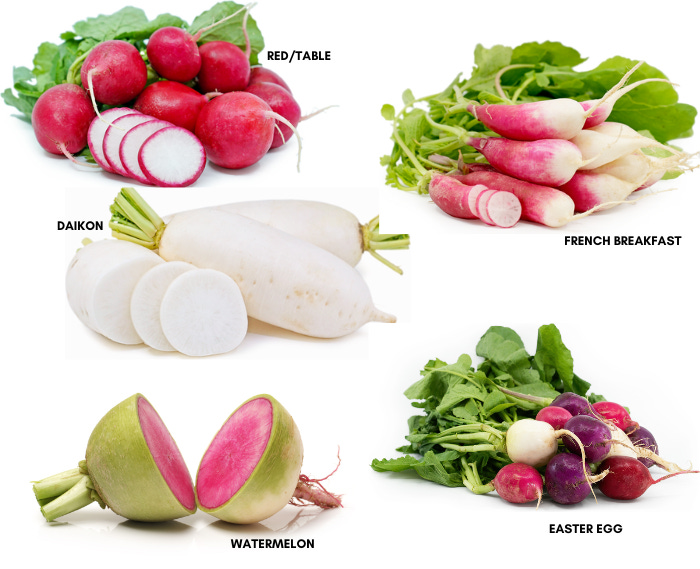 RED/TABLE
DAIKON
FRENCH BREAKFAST
WATERMELON
EASTER EGG